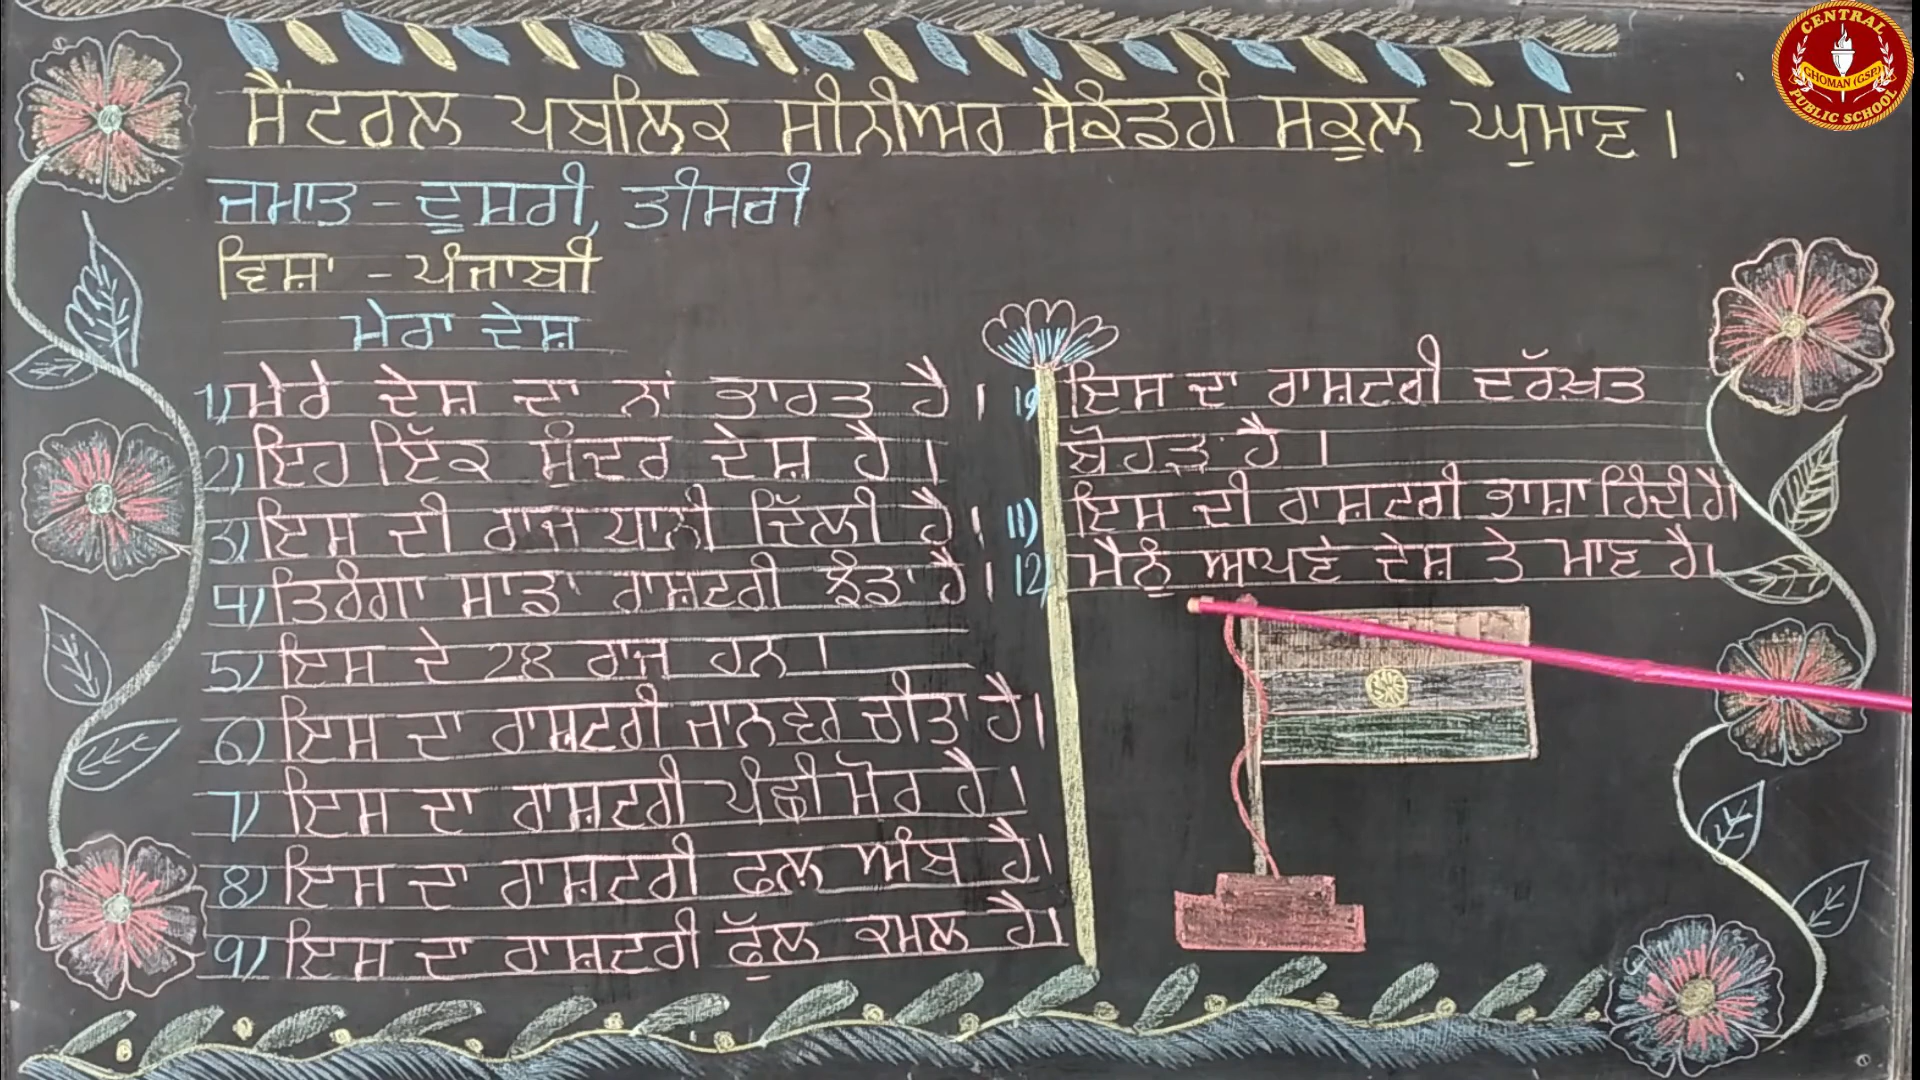 ਸੈਂਟਰਲ ਪਬਲਿਕ ਸੀਨੀਅਰ ਸੈਕੰਡਰੀ ਸਕੂਲ ਘੁਮਾਣ।
ਜਮਾਤ - ਦੂਸਰੀ, ਤੀਸਰੀ
ਵਿਸ਼ਾ - ਪੰਜਾਬੀ
ਮੇਰਾ ਦੇਸ਼
1) ਮੇਰੇ ਦੇਸ਼ ਦਾ ਨਾਂ ਭਾਰਤ ਹੈ।
2) ਇਹ ਇੱਕ ਸੁੰਦਰ ਦੇਸ਼ ਹੈ।
3) ਇਸ ਦੀ ਰਾਜਧਾਨੀ ਦਿੱਲੀ ਹੈ।
4) ਤਿਰੰਗਾ ਸਾਡਾ ਰਾਸ਼ਟਰੀ ਝੰਡਾ ਹੈ।
5) ਇਸ ਦੇ 28 ਰਾਜ ਹਨ।
6) ਇਸ ਦਾ ਰਾਸ਼ਟਰੀ ਜਾਨਵਰ ਚੀਤਾ ਹੈ।
7) ਇਸ ਦਾ ਰਾਸ਼ਟਰੀ ਪੰਛੀ ਮੋਰ ਹੈ।
8) ਇਸ ਦਾ ਰਾਸ਼ਟਰੀ ਫਲ ਅੰਬ ਹੈ।
9) ਇਸ ਦਾ ਰਾਸ਼ਟਰੀ ਫੁੱਲ ਕਮਲ ਹੈ।
10 ਇਸ ਦਾ ਰਾਸ਼ਟਰੀ ਦਰੱਖ਼ਤ
ਬੋਹੜ ਹੈ।
11) ਇਸ ਦੀ ਰਾਸ਼ਟਰੀ ਭਾਸ਼ਾ ਹਿੰਦੀ ਹੈ।
12) ਮੈਨੂੰ ਆਪਣੇ ਦੇਸ਼ ਤੇ ਮਾਣ ਹੈ।
CENTRAL
GHOMAN (GSP)
PUBLIC SCHOOL